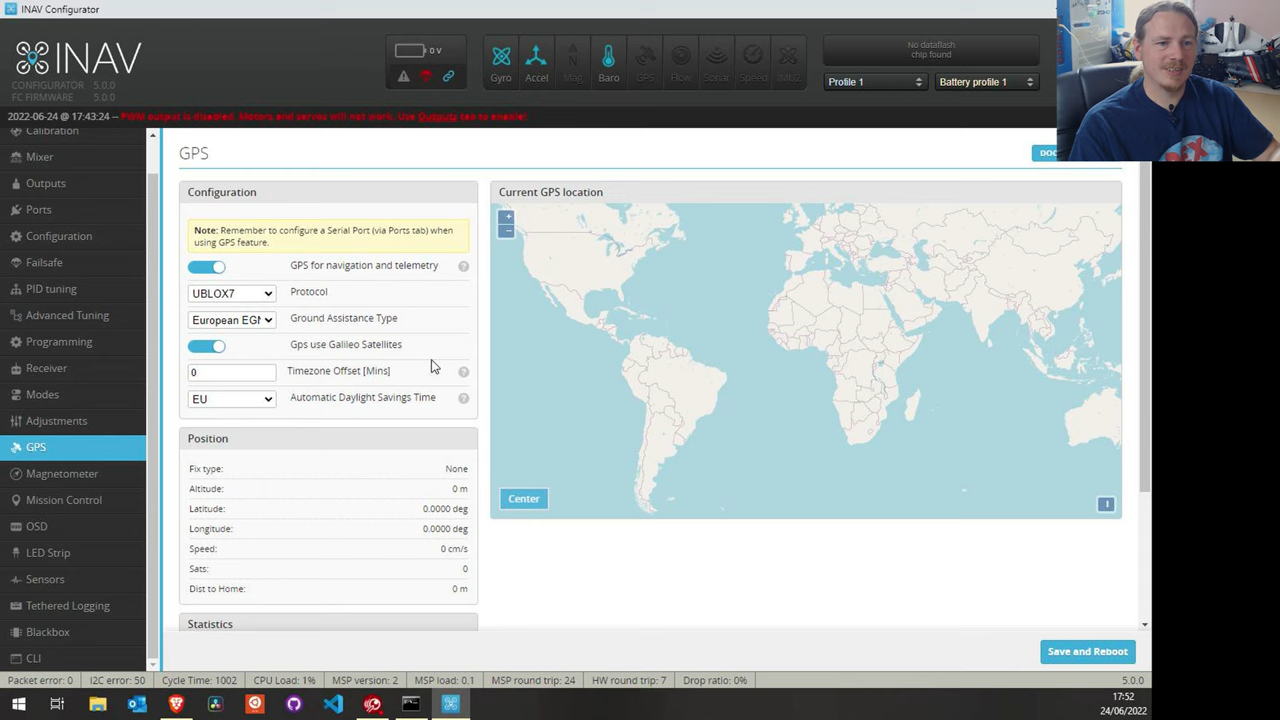 INAV Configurator
INAV
CONFIGURATOR 5.0.0
FC FIRMWARE 5.0.0
0 V
Gyro
Accel
Mag
Baro
GPS
Flow
Sonar
Speed
IMU2
No dataflash
chip found
Profile 1
Battery profile 1
2022-06-24 @ 17:43:24 -- PWM output is disabled. Motors and servos will not work. Use Outputs tab to enable!
Calibration
Mixer
Outputs
Ports
Configuration
Failsafe
PID tuning
Advanced Tuning
Programming
Receiver
Modes
Adjustments
GPS
Magnetometer
Mission Control
OSD
LED Strip
Sensors
Tethered Logging
Blackbox
CLI
GPS
DOC
Configuration
Note: Remember to configure a Serial Port (via Ports tab) when
using GPS feature.
GPS for navigation and telemetry ?
UBLOX7 Protocol
European EGN Ground Assistance Type
Gps use Galileo Satellites
0 Timezone Offset [Mins] ?
EU Automatic Daylight Savings Time ?
Position
Fix type: None
Altitude: 0 m
Latitude: 0.0000 deg
Longitude: 0.0000 deg
Speed: 0 cm/s
Sats: 0
Dist to Home: 0 m
Statistics
Current GPS location
+
−
Center
I
Save and Reboot
Packet error: 0
I2C error: 50
Cycle Time: 1002
CPU Load: 1%
MSP version: 2
MSP load: 0.1
MSP round trip: 24
HW round trip: 7
Drop ratio: 0%
5.0.0
17:52
24/06/2022